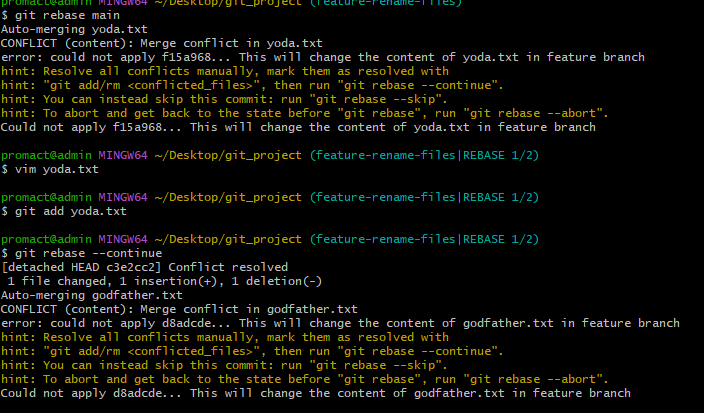 promact@admin MINGW64 ~/Desktop/git_project (feature-rename-files)
$ git rebase main
Auto-merging yoda.txt
CONFLICT (content): Merge conflict in yoda.txt
error: could not apply f15a968... This will change the content of yoda.txt in feature branch
hint: Resolve all conflicts manually, mark them as resolved with
hint: "git add/rm <conflicted_files>", then run "git rebase --continue".
hint: You can instead skip this commit: run "git rebase --skip".
hint: To abort and get back to the state before "git rebase", run "git rebase --abort".
Could not apply f15a968... This will change the content of yoda.txt in feature branch
promact@admin MINGW64 ~/Desktop/git_project (feature-rename-files|REBASE 1/2)
$ vim yoda.txt
promact@admin MINGW64 ~/Desktop/git_project (feature-rename-files|REBASE 1/2)
$ git add yoda.txt
promact@admin MINGW64 ~/Desktop/git_project (feature-rename-files|REBASE 1/2)
$ git rebase --continue
[detached HEAD c3e2cc2] Conflict resolved
1 file changed, 1 insertion(+), 1 deletion(-)
Auto-merging godfather.txt
CONFLICT (content): Merge conflict in godfather.txt
error: could not apply d8adcde... This will change the content of godfather.txt in feature branch
hint: Resolve all conflicts manually, mark them as resolved with
hint: "git add/rm <conflicted_files>", then run "git rebase --continue".
hint: You can instead skip this commit: run "git rebase --skip".
hint: To abort and get back to the state before "git rebase", run "git rebase --abort".
Could not apply d8adcde... This will change the content of godfather.txt in feature branch